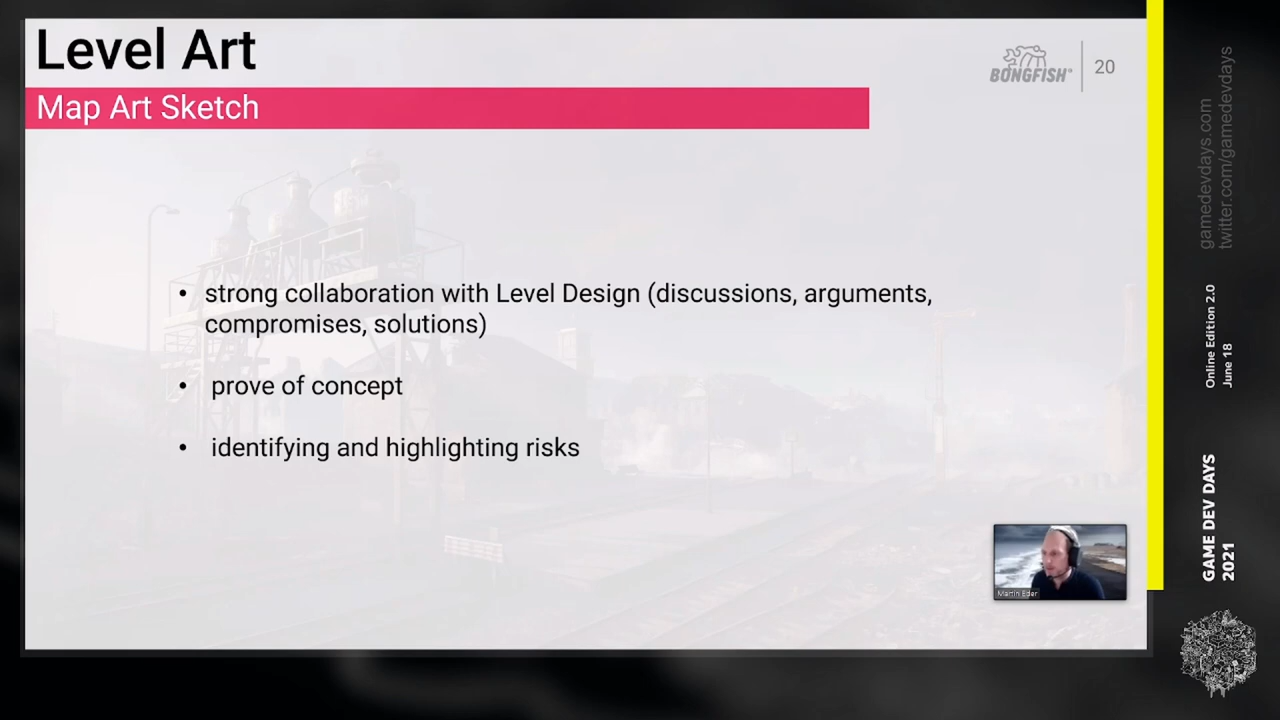 Level Art
BONGFISH
20
Map Art Sketch
• strong collaboration with Level Design (discussions, arguments,
compromises, solutions)
• prove of concept
• identifying and highlighting risks
Martin Eder
gamedevdays.com
twitter.com/gamedevdays
Online Edition 2.0
June 18
GAME DEV DAYS
2021